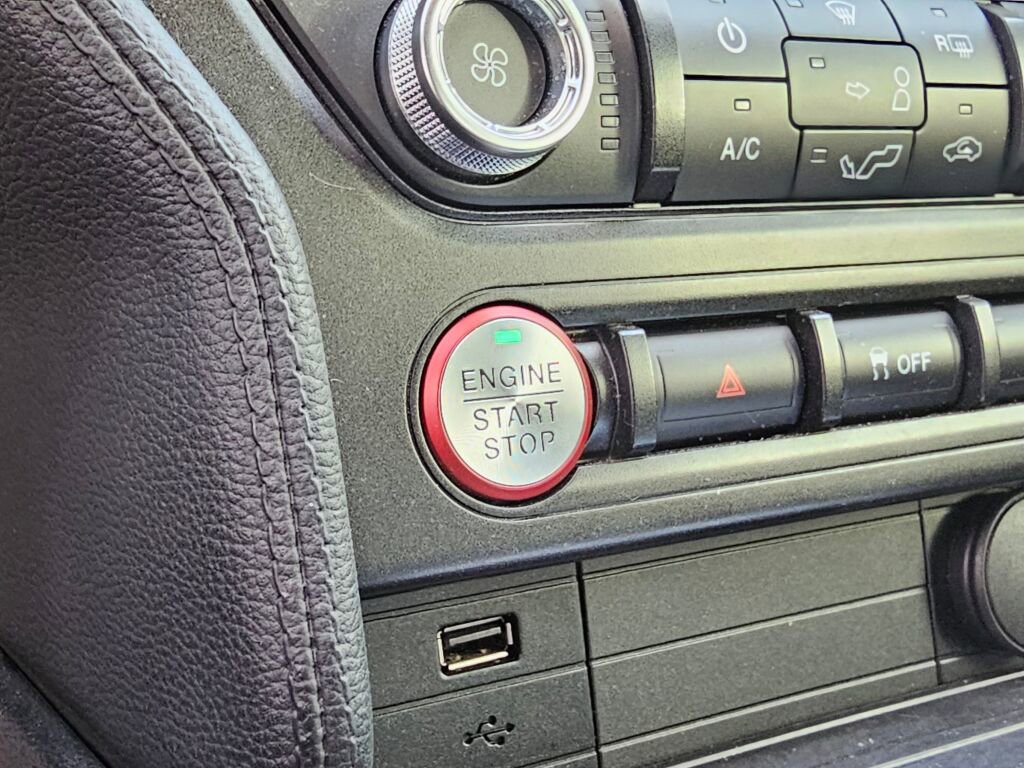 R
A/C
ENGINE
START
STOP
OFF